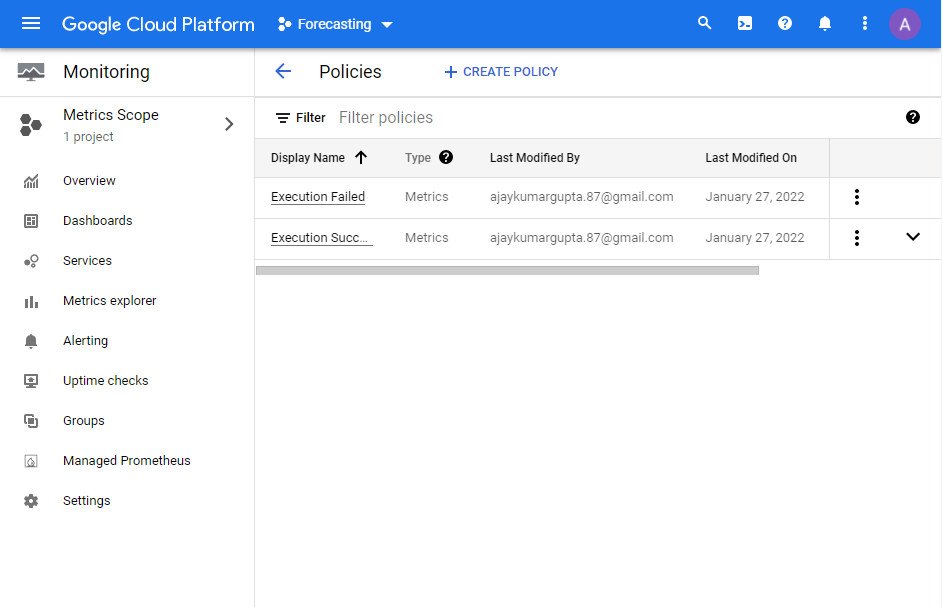 Google Cloud Platform Forecasting A
Monitoring
Policies CREATE POLICY
Metrics Scope
1 project
Filter Filter policies
Display Name Type Last Modified By Last Modified On
Execution Failed Metrics ajaykumargupta.87@gmail.com January 27, 2022
Execution Succ... Metrics ajaykumargupta.87@gmail.com January 27, 2022
Overview
Dashboards
Services
Metrics explorer
Alerting
Uptime checks
Groups
Managed Prometheus
Settings